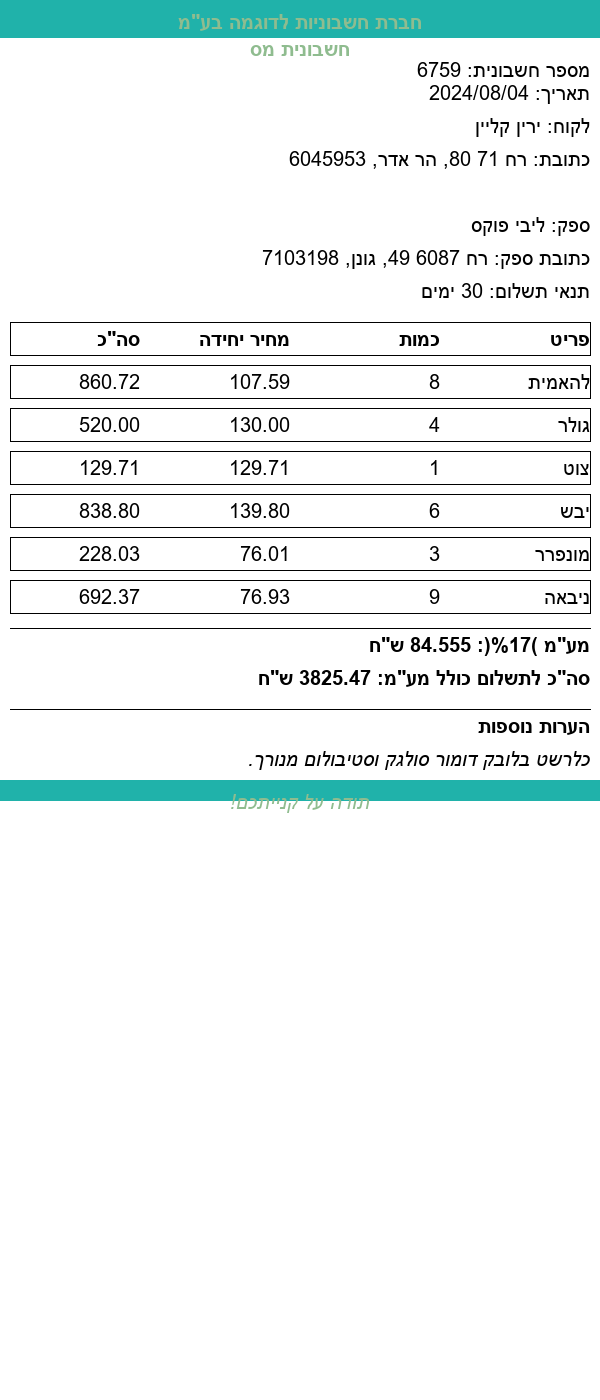 חברת חשבוניות לדוגמה בע"מ
חשבונית מס
מספר חשבונית: 6759
תאריך: 2024/08/04
לקוח: ירין קליין
כתובת: רח 71 80, הר אדר, 6045953
ספק: ליבי פוקס
כתובת ספק: רח 6087 49, גונן, 7103198
תנאי תשלום: 30 ימים
פריט כמות מחיר יחידה סה"כ
להאמית 8 107.59 860.72
גולר 4 130.00 520.00
צוט 1 129.71 129.71
יבש 6 139.80 838.80
מונפרר 3 76.01 228.03
ניבאה 9 76.93 692.37
מע"מ )17%(: 84.555 ש"ח
סה"כ לתשלום כולל מע"מ: 3825.47 ש"ח
הערות נוספות
כלרשט בלובק דומור סולגק וסטיבולום מנורך.
תודה על קנייתכם!